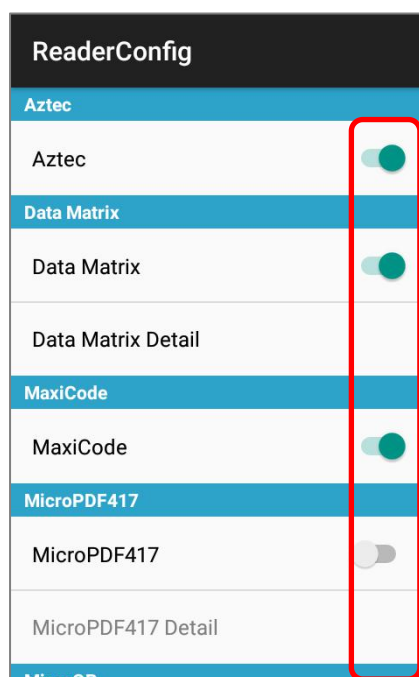 ReaderConfig
Aztec
Aztec
Data Matrix
Data Matrix
Data Matrix Detail
MaxiCode
MaxiCode
MicroPDF417
MicroPDF417
MicroPDF417 Detail